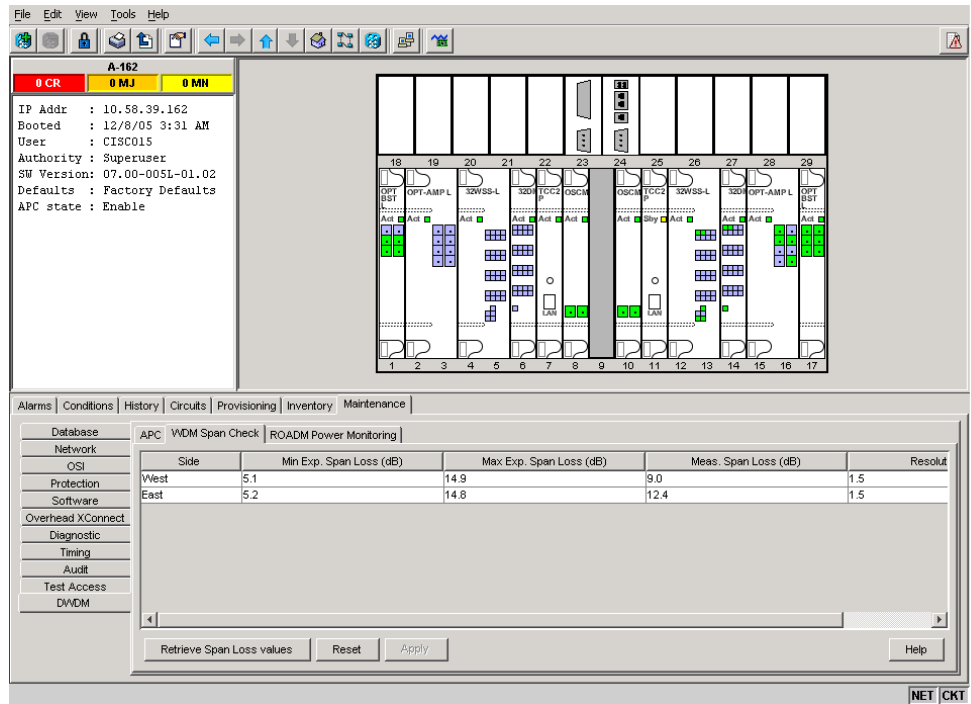 File Edit View Tools Help
A-162
0 CR 0 MJ 0 MN
IP Addr : 10.58.39.162
Booted : 12/8/05 3:31 AM
User : CISCO15
Authority : Superuser
SW Version: 07.00-005L-01.02
Defaults : Factory Defaults
APC state : Enable
18 19 20 21 22 23 24 25 26 27 28 29
OPT BST L
OPT-AMP L
32WSS-L
32D
TCC2 P
OSCM
OSCM
TCC2 P
32WSS-L
32D
OPT-AMP L
OPT BST L
Act Act Act Act Act Act Act Sby Act Act Act Act
LAN LAN
1 2 3 4 5 6 7 8 9 10 11 12 13 14 15 16 17
Alarms Conditions History Circuits Provisioning Inventory Maintenance
Database
Network
OSI
Protection
Software
Overhead XConnect
Diagnostic
Timing
Audit
Test Access
DWDM
APC WDM Span Check ROADM Power Monitoring
Side Min Exp. Span Loss (dB) Max Exp. Span Loss (dB) Meas. Span Loss (dB) Resolut
West 5.1 14.9 9.0 1.5
East 5.2 14.8 12.4 1.5
Retrieve Span Loss values Reset Apply Help
NET CKT